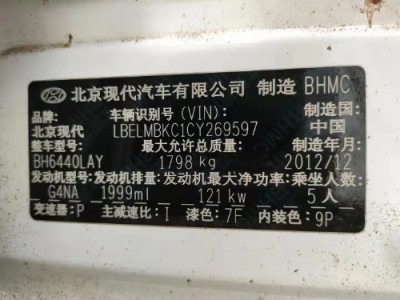 北京现代汽车有限公司 制造 BHMC
品牌: 车辆识别号(VIN): 制造国:
北京现代 LBELMBKC1CY269597 中国
整车型号: 最大允许总质量: 制造年月:
BH6440LAY 1798 kg 2012/12
发动机型号:发动机排量:发动机最大净功率:乘坐人数:
G4NA 1999ml 121 kw 5 人
变速器:P 主减速比:I 漆色:7F 内装色:9P